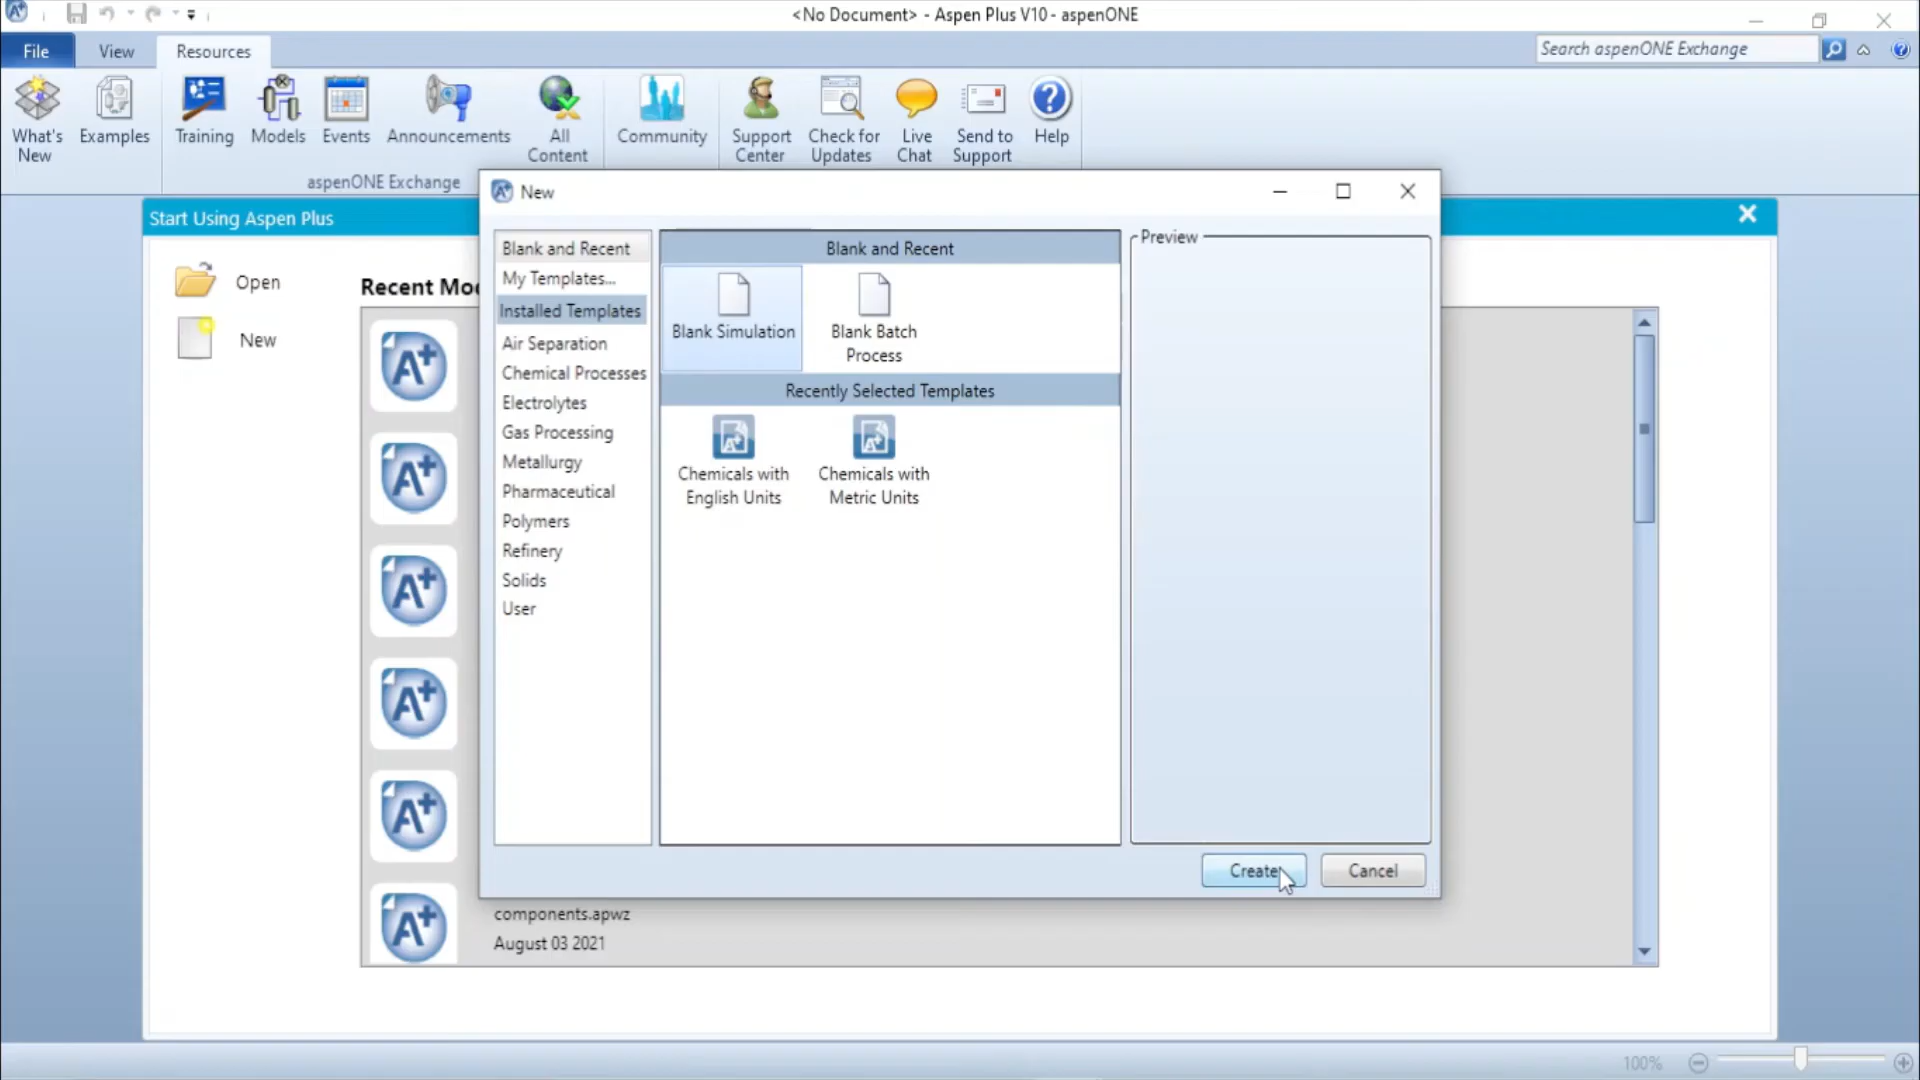 <No Document> - Aspen Plus V10 - aspenONE
File
View
Resources
Search aspenONE Exchange
What's
New
Examples
Training
Models
Events
Announcements
All
Content
Community
Support
Center
Check for
Updates
Live
Chat
Send to
Support
Help
aspenONE Exchange
Start Using Aspen Plus
Open
New
Recent Mo
New
Blank and Recent
My Templates...
Installed Templates
Air Separation
Chemical Processes
Electrolytes
Gas Processing
Metallurgy
Pharmaceutical
Polymers
Refinery
Solids
User
Blank and Recent
Blank Simulation
Blank Batch
Process
Recently Selected Templates
Chemicals with
English Units
Chemicals with
Metric Units
Preview
Create
Cancel
components.apwz
August 03 2021
100%